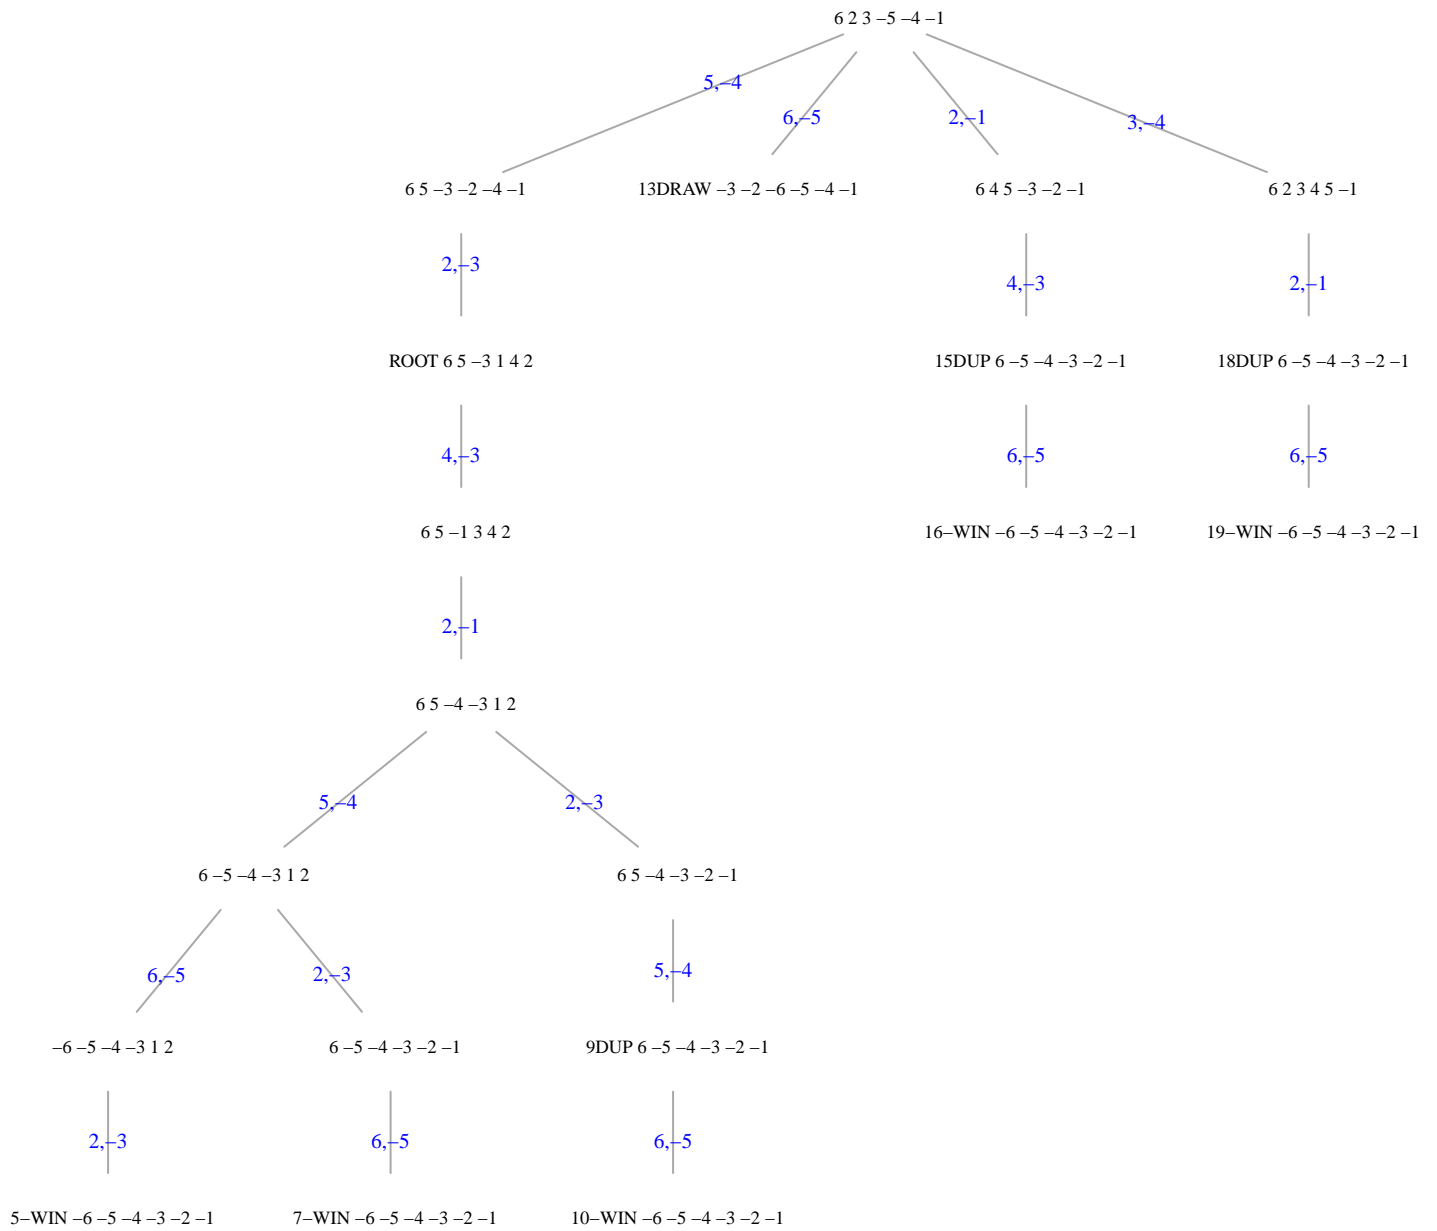 6 2 3 –5 –4 –1
5,–4
6,–5
2,–1
3,–4
6 5 –3 –2 –4 –1
13DRAW –3 –2 –6 –5 –4 –1
6 4 5 –3 –2 –1
6 2 3 4 5 –1
2,–3
4,–3
2,–1
ROOT 6 5 –3 1 4 2
15DUP 6 –5 –4 –3 –2 –1
18DUP 6 –5 –4 –3 –2 –1
4,–3
6,–5
6,–5
6 5 –1 3 4 2
16–WIN –6 –5 –4 –3 –2 –1
19–WIN –6 –5 –4 –3 –2 –1
2,–1
6 5 –4 –3 1 2
5,–4
2,–3
6 –5 –4 –3 1 2
6 5 –4 –3 –2 –1
6,–5
2,–3
5,–4
–6 –5 –4 –3 1 2
6 –5 –4 –3 –2 –1
9DUP 6 –5 –4 –3 –2 –1
2,–3
6,–5
6,–5
5–WIN –6 –5 –4 –3 –2 –1
7–WIN –6 –5 –4 –3 –2 –1
10–WIN –6 –5 –4 –3 –2 –1